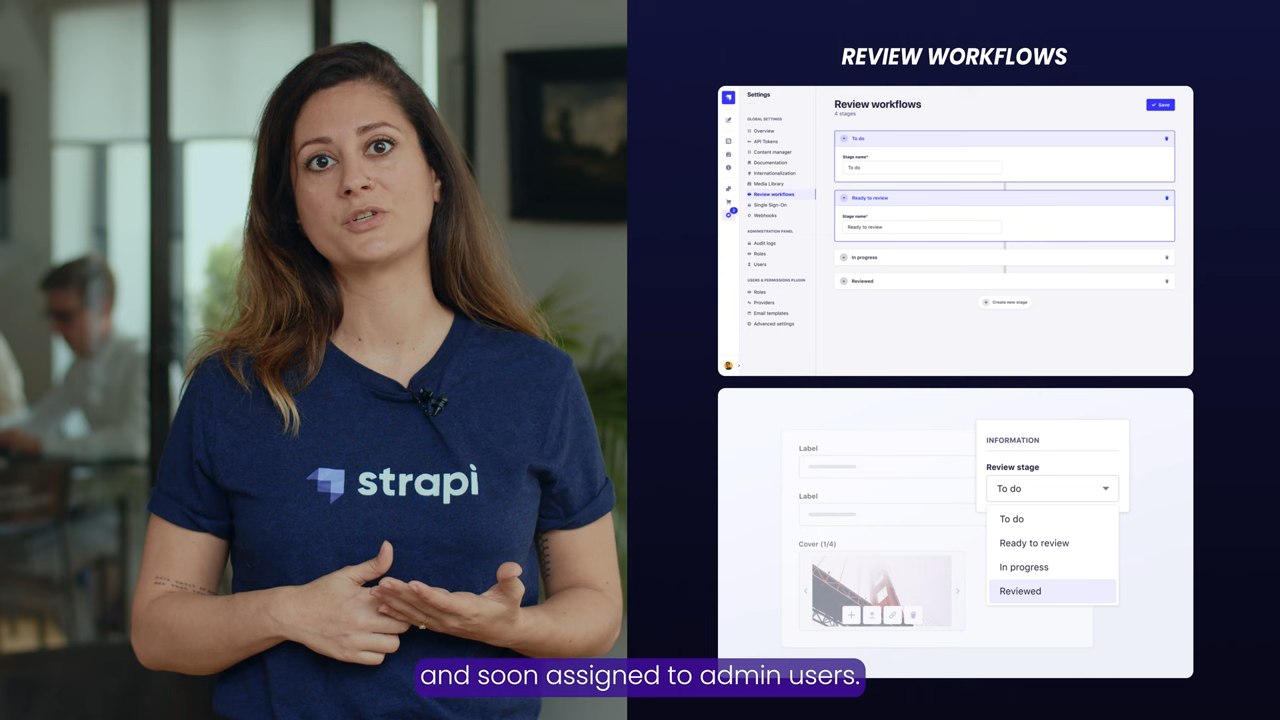 strapi
REVIEW WORKFLOWS
Settings
GLOBAL SETTINGS
Overview
API Tokens
Content manager
Documentation
Internationalization
Media Library
Review workflows
Single Sign-On
Webhooks
ADMINISTRATION PANEL
Audit logs
Roles
Users
USERS & PERMISSIONS PLUGIN
Roles
Providers
Email templates
Advanced settings
Review workflows
4 stages
Save
To do
Stage name*
To do
Ready to review
Stage name*
Ready to review
In progress
Reviewed
Create new stage
Label
Label
Cover (1/4)
INFORMATION
Review stage
To do
To do
Ready to review
In progress
Reviewed
and soon assigned to admin users.